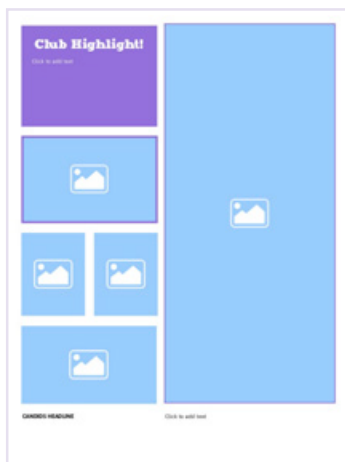 Club Highlight!
Click to add text
CANDIDS HEADLINE
Click to add text